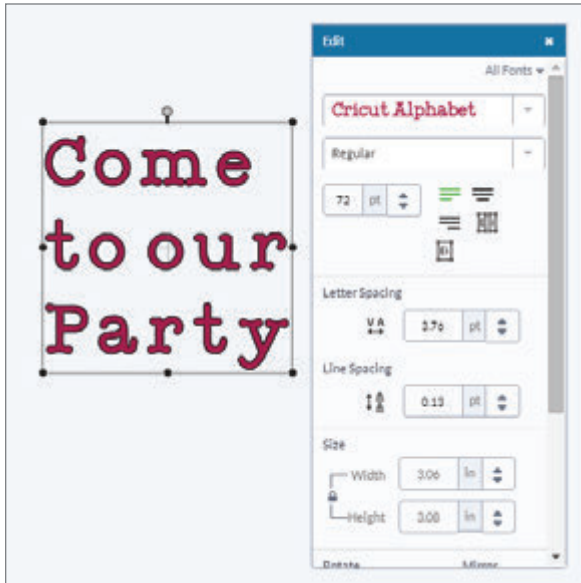 Edit
All Fonts
Cricut Alphabet
Regular
72 pt
Letter Spacing
VA 3.76 pt
Line Spacing
0.13 pt
Size
Width 3.06 in
Height 3.08 in
Rotate Mirror
Come
to our
Party